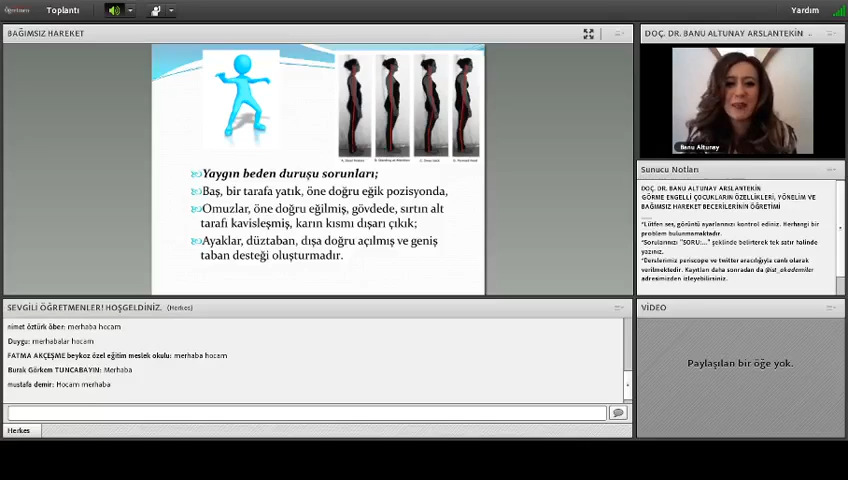 Öğretmen
Toplantı
Yardım
BAĞIMSIZ HAREKET
Yaygın beden duruşu sorunları;
Baş, bir tarafa yatık, öne doğru eğik pozisyonda,
Omuzlar, öne doğru eğilmiş, gövdede, sırtın alt
tarafı kavisleşmiş, karın kısmı dışarı çıkık;
Ayaklar, düztaban, dışa doğru açılmış ve geniş
taban desteği oluşturmadır.
DOÇ. DR. BANU ALTUNAY ARSLANTEKİN ..
Banu Altunay
Sunucu Notları
DOÇ. DR. BANU ALTUNAY ARSLANTEKİN
GÖRME ENGELLİ ÇOCUKLARIN ÖZELLİKLERİ, YÖNELİM VE
BAĞIMSIZ HAREKET BECERİLERİNİN ÖĞRETİMİ
*Lütfen ses, görüntü ayarlarınızı kontrol ediniz. Herhangi bir
problem bulunmamaktadır.
*Sorularınızı "SORU:..." şeklinde belirterek tek satır halinde
yazınız.
*Derslerimiz periscope ve twitter aracılığıyla canlı olarak
verilmektedir. Kayıtları daha sonradan da @ist_akademiler
adresimizden izleyebilirsiniz.
SEVGİLİ ÖĞRETMENLER! HOŞGELDİNİZ. (Herkes)
nimet öztürk öber: merhaba hocam
Duygu: merhabalar hocam
FATMA AKÇEŞME beykoz özel eğitim meslek okulu: merhaba hocam
Burak Görkem TUNCABAYIN: Merhaba
mustafa demir: Hocam merhaba
Herkes
VİDEO
Paylaşılan bir öğe yok.